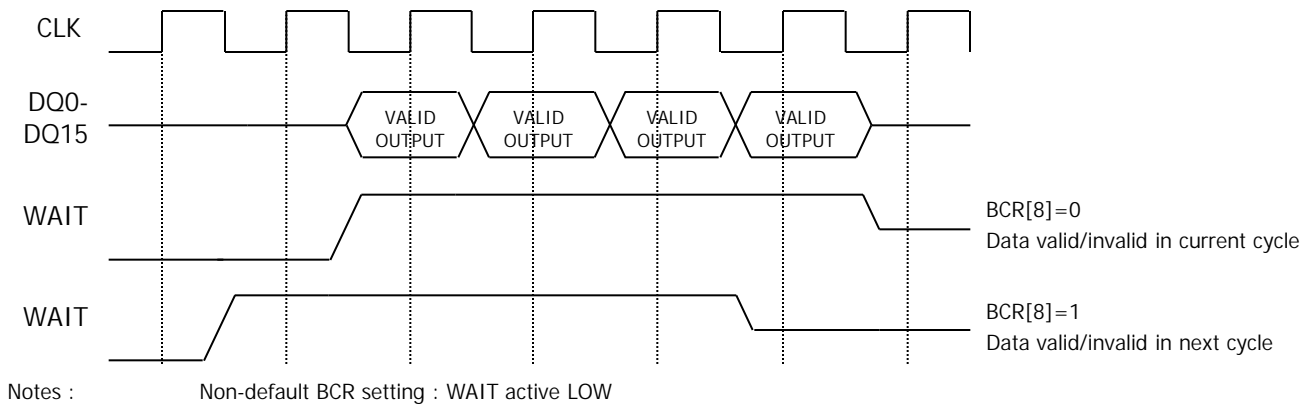 CLK
DQ0-
DQ15
VALID VALID VALID VALID
OUTPUT OUTPUT OUTPUT OUTPUT
WAIT
BCR[8]=0
Data valid/invalid in current cycle
WAIT
BCR[8]=1
Data valid/invalid in next cycle
Notes : Non-default BCR setting : WAIT active LOW